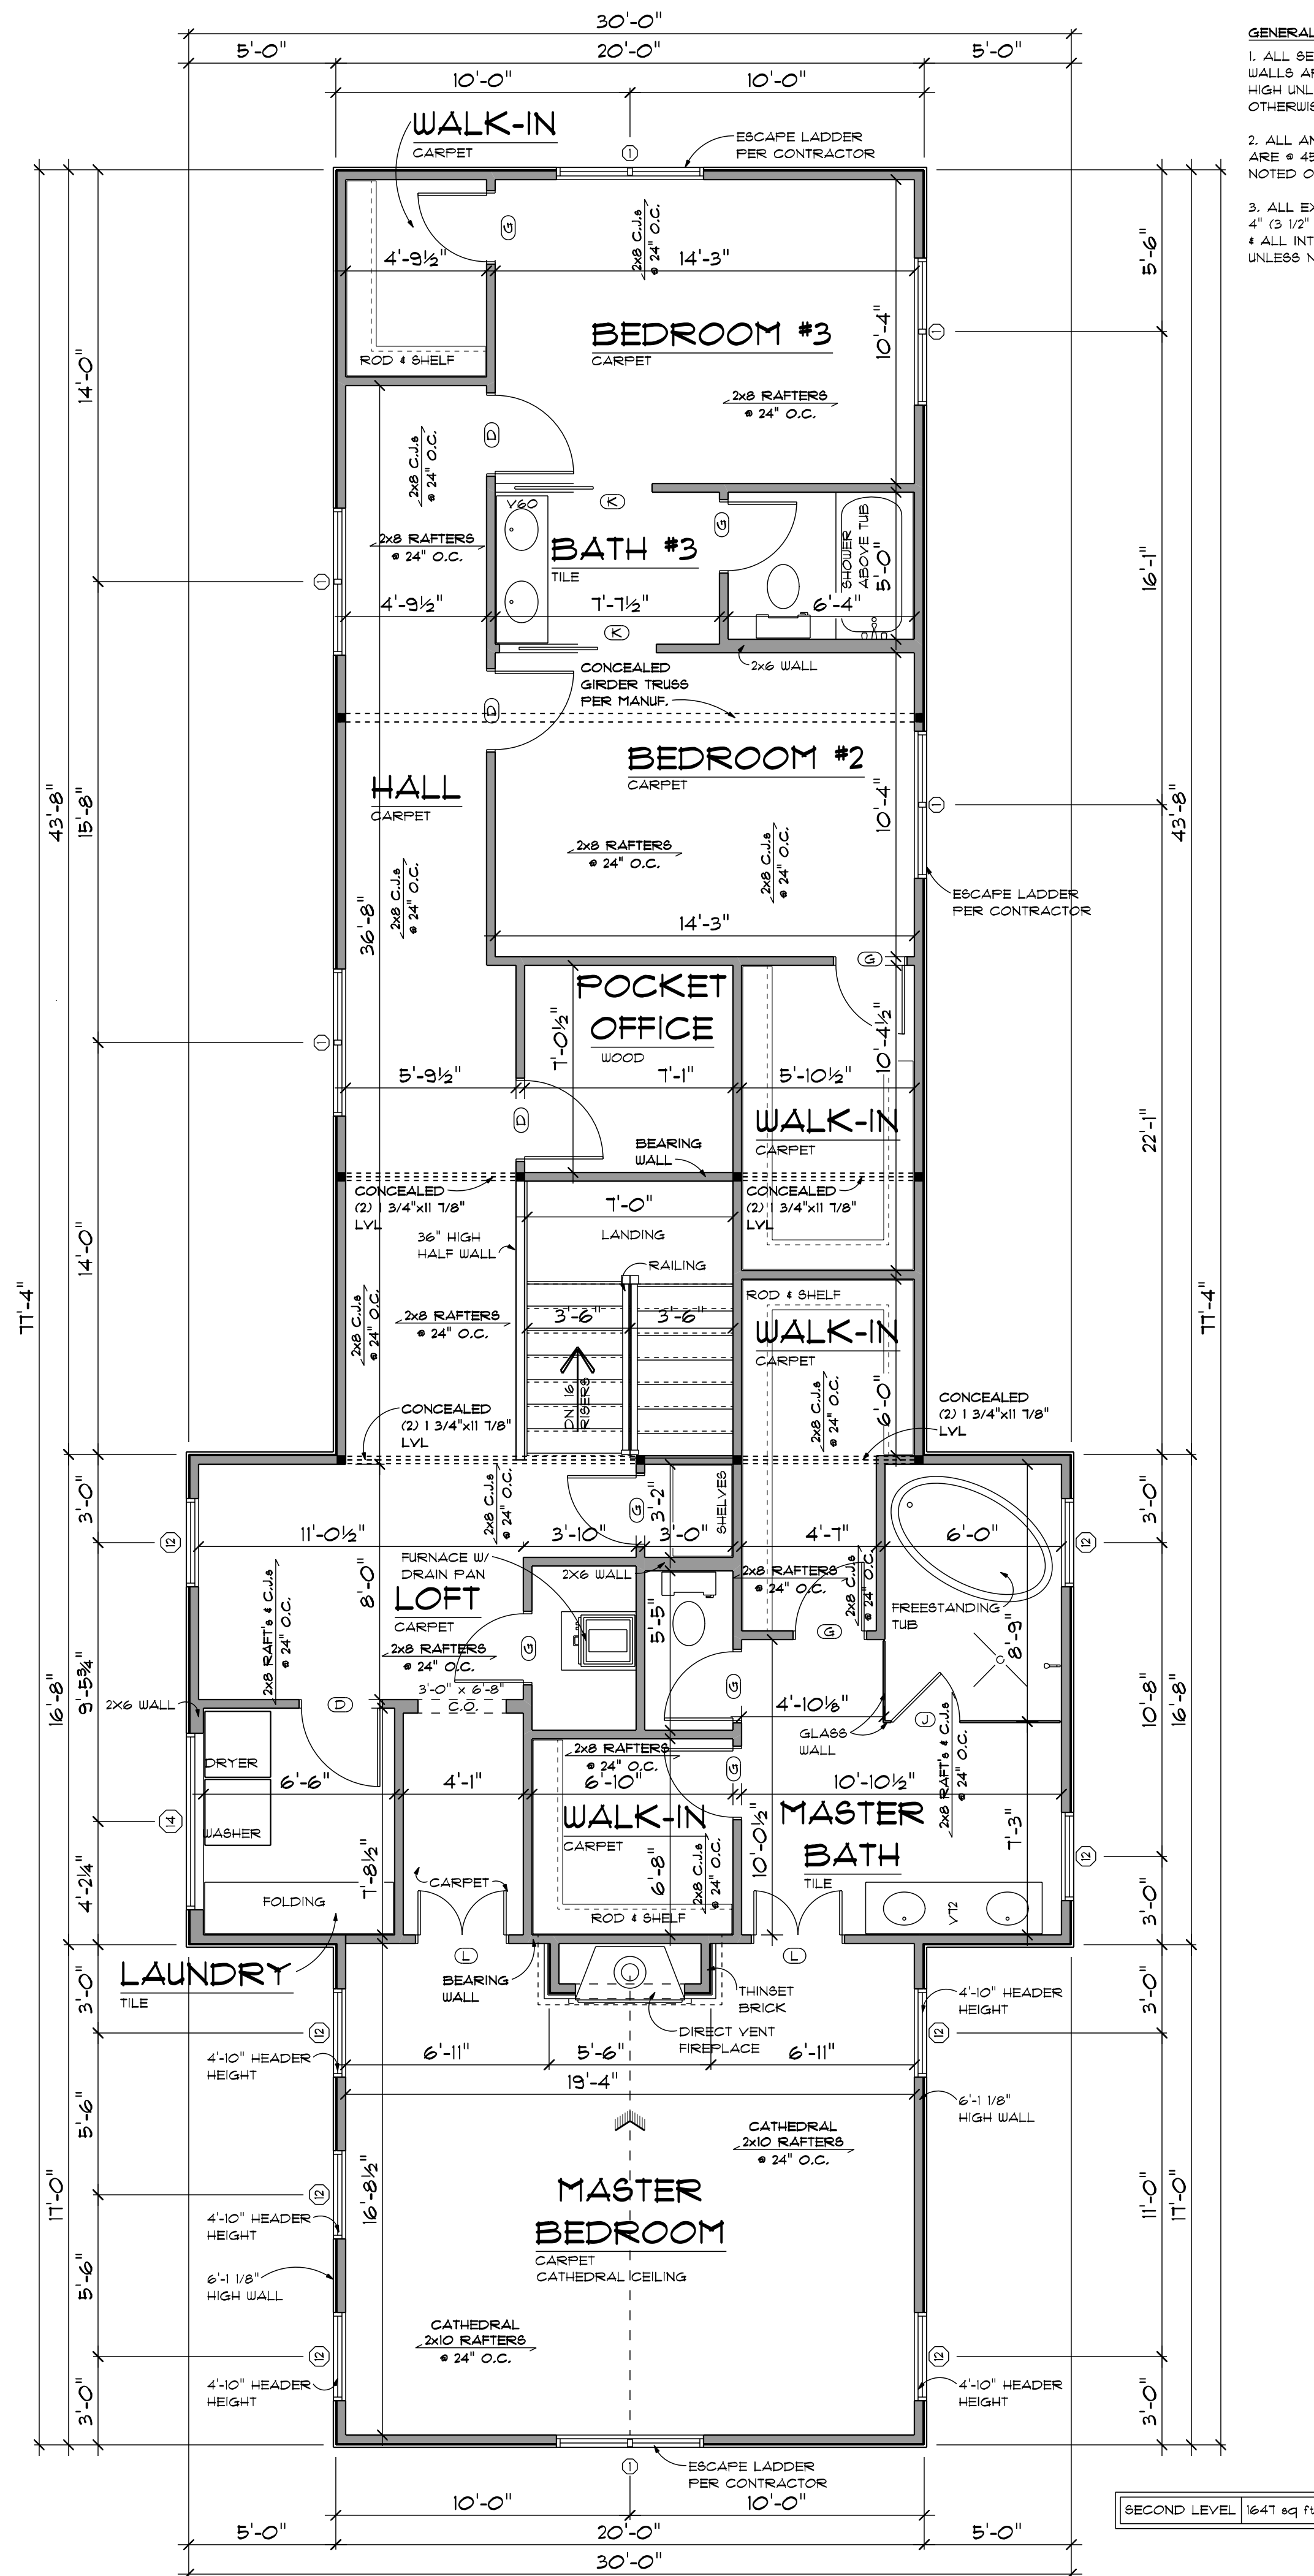 30'-0"
5'-0" 20'-0" 5'-0"
10'-0" 10'-0"
GENERAL
1. ALL SE
WALLS A
HIGH UNL
OTHERWIS
2. ALL AN
ARE @ 45
NOTED O
3. ALL EX
4" (3 1/2"
& ALL INT
UNLESS N
WALK-IN
CARPET
ESCAPE LADDER
PER CONTRACTOR
1
G
2x8 C.J.s
@ 24" O.C.
4'-9½" 14'-3"
5'-6"
BEDROOM #3
CARPET
1
10'-4"
ROD & SHELF
14'-0"
2x8 RAFTERS
@ 24" O.C.
D
2x8 C.J.s
@ 24" O.C.
V60
K
G
SHOWER
ABOVE TUB
5'-0"
2x8 RAFTERS
@ 24" O.C.
BATH #3
TILE
1
16'-1"
4'-9½" 7'-7½" 6'-4"
K
2x6 WALL
CONCEALED
GIRDER TRUSS
PER MANUF.
D
BEDROOM #2
CARPET
HALL
CARPET
1
10'-4"
43'-8"
15'-8"
43'-8"
2x8 RAFTERS
@ 24" O.C.
2x8 C.J.s
@ 24" O.C.
2x8 C.J.s
@ 24" O.C.
ESCAPE LADDER
PER CONTRACTOR
36'-8"
14'-3"
G
POCKET
OFFICE
WOOD
7'-0½"
10'-4½"
1
5'-9½" 7'-1" 5'-10½"
D
WALK-IN
CARPET
22'-1"
BEARING
WALL
CONCEALED
(2) 1 3/4"x11 7/8"
LVL
CONCEALED
(2) 1 3/4"x11 7/8"
LVL
7'-0"
LANDING
36" HIGH
HALF WALL
14'-0"
RAILING
ROD & SHELF
77'-4"
77'-4"
2x8 C.J.s
@ 24" O.C.
2x8 RAFTERS
@ 24" O.C.
3'-6" 3'-6"
WALK-IN
CARPET
DN 16
RISERS
2x8 C.J.s
@ 24" O.C.
6'-0"
CONCEALED
(2) 1 3/4"x11 7/8"
LVL
CONCEALED
(2) 1 3/4"x11 7/8"
LVL
3'-0"
2x8 C.J.s
@ 24" O.C.
G
3'-2"
SHELVES
3'-0"
12
11'-0½" 3'-10" 3'-0" 4'-7" 6'-0"
12
FURNACE W/
DRAIN PAN
2X6 WALL
2x8 RAFTERS
@ 24" O.C.
2x8 C.J.s
@ 24" O.C.
8'-0"
LOFT
CARPET
FREESTANDING
TUB
2x8 RAFT's & C.J.s
@ 24" O.C.
2x8 RAFTERS
@ 24" O.C.
G
5'-5"
G
8'-9"
16'-8"
9'-5¾"
3'-0" x 6'-8"
C.O.
G
4'-10⅛"
10'-8"
16'-8"
2X6 WALL
D
GLASS
WALL
J
2x8 RAFTERS
@ 24" O.C.
G
2x8 RAFT's & C.J.s
@ 24" O.C.
DRYER
6'-6" 4'-1" 6'-10" 10'-10½"
14
WASHER
WALK-IN
CARPET
MASTER
BATH
TILE
7'-3"
12
10'-0½"
6'-8"
2x8 C.J.s
@ 24" O.C.
4'-2¼"
7'-8½"
CARPET
FOLDING
ROD & SHELF
V72
3'-0"
L
L
LAUNDRY
TILE
BEARING
WALL
THINSET
BRICK
3'-0"
3'-0"
4'-10" HEADER
HEIGHT
12
12
DIRECT VENT
FIREPLACE
4'-10" HEADER
HEIGHT
6'-11" 5'-6" 6'-11"
19'-4"
6'-1 1/8"
HIGH WALL
5'-6"
CATHEDRAL
2x10 RAFTERS
@ 24" O.C.
17'-0"
16'-8½"
MASTER
BEDROOM
CARPET
CATHEDRAL CEILING
11'-0"
17'-0"
12
4'-10" HEADER
HEIGHT
6'-1 1/8"
HIGH WALL
5'-6"
CATHEDRAL
2x10 RAFTERS
@ 24" O.C.
12
12
4'-10" HEADER
HEIGHT
4'-10" HEADER
HEIGHT
3'-0"
3'-0"
1
ESCAPE LADDER
PER CONTRACTOR
10'-0" 10'-0"
5'-0" 20'-0" 5'-0"
30'-0"
SECOND LEVEL 1647 sq ft